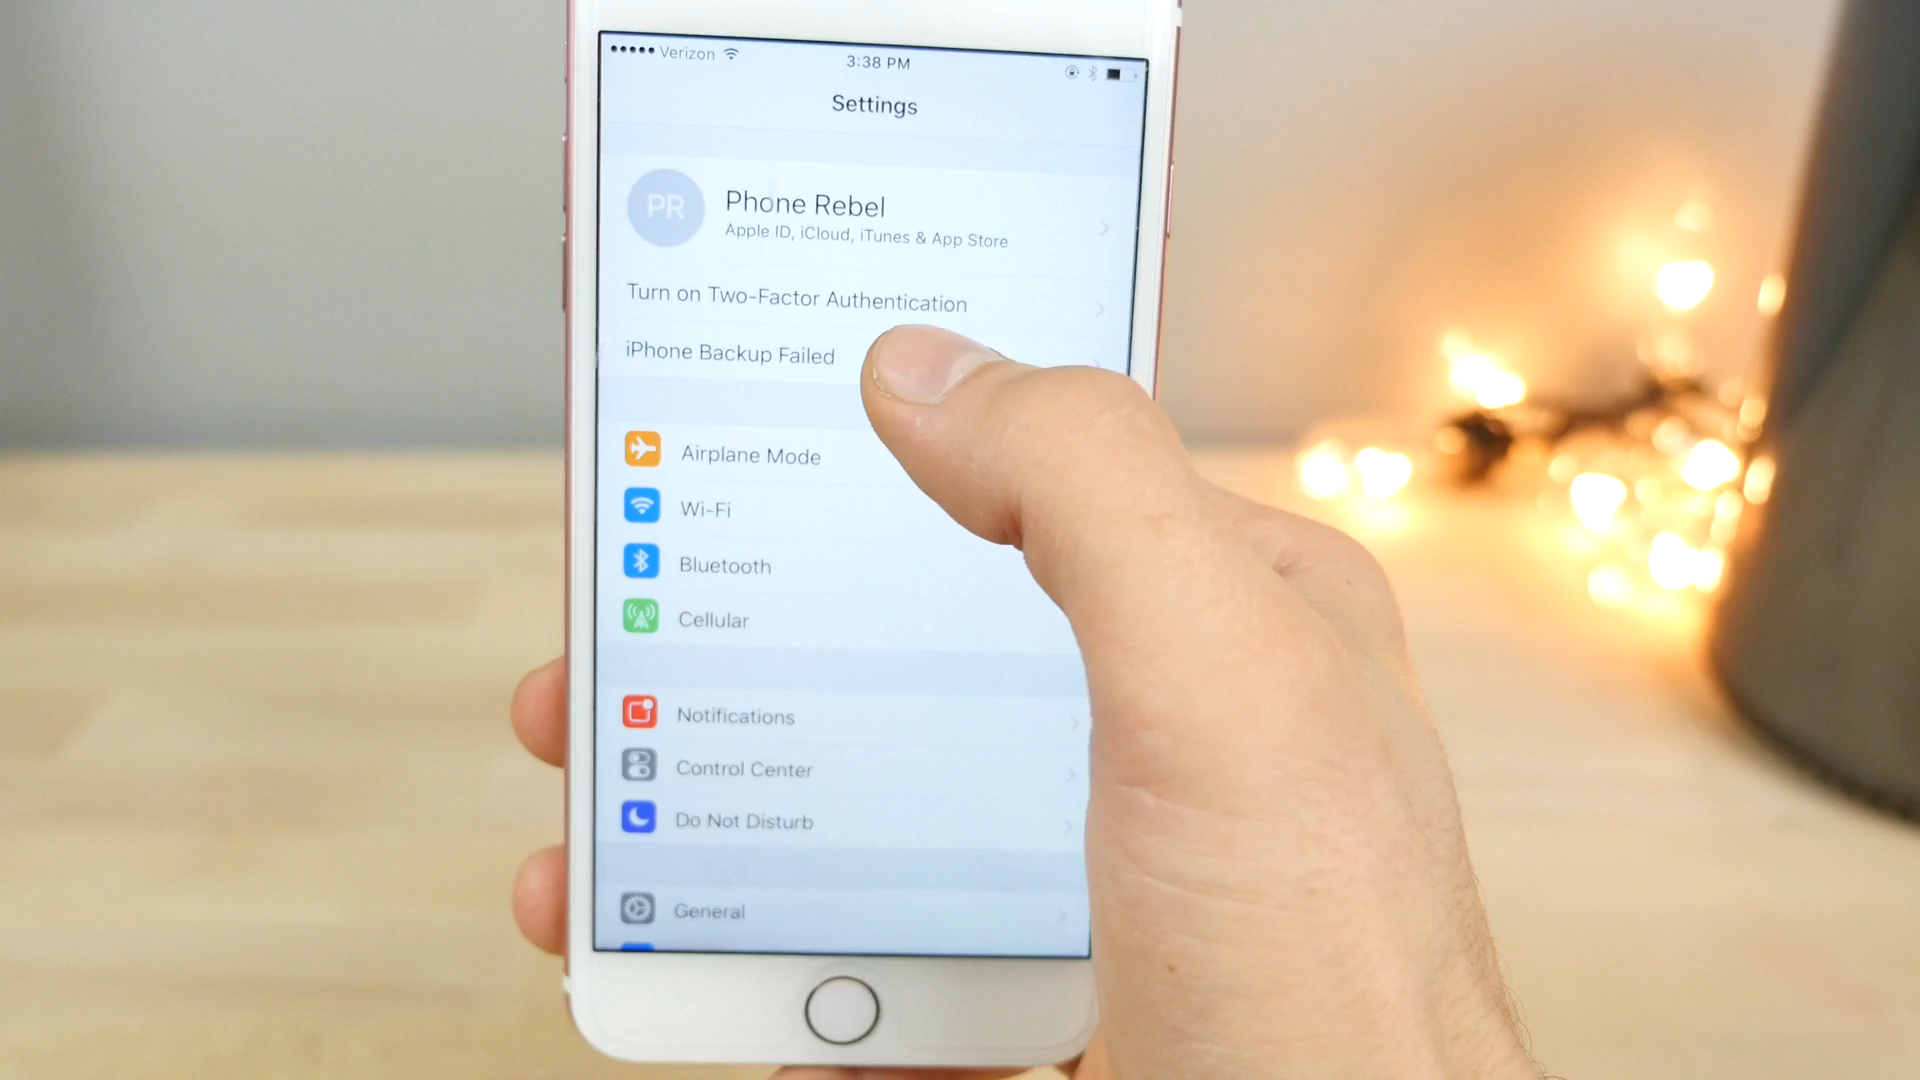 Verizon
3:38 PM
Settings
PR
Phone Rebel
Apple ID, iCloud, iTunes & App Store
Turn on Two-Factor Authentication
iPhone Backup Failed
Airplane Mode
Wi-Fi
Bluetooth
Cellular
Notifications
Control Center
Do Not Disturb
General